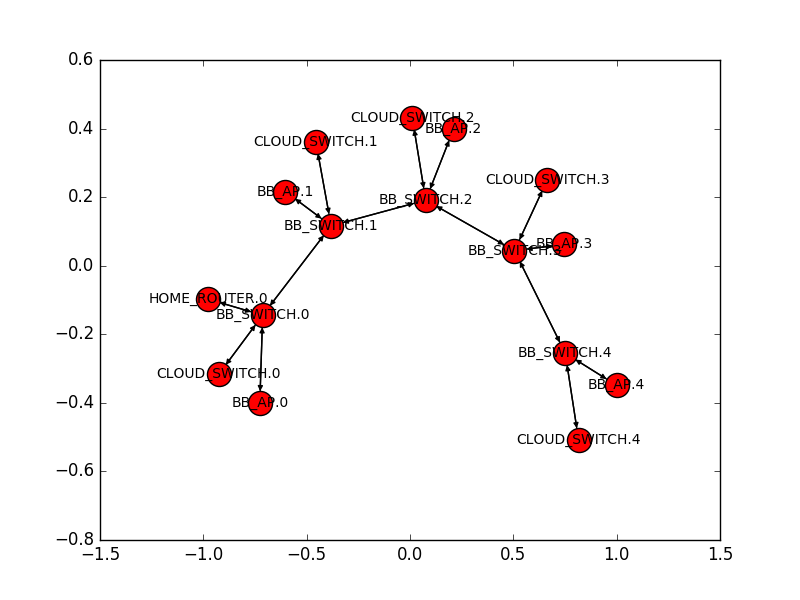 0.6
0.4
0.2
0.0
−0.2
−0.4
−0.6
−0.8
−1.5
−1.0
−0.5
0.0
0.5
1.0
1.5
CLOUD_SWITCH.2
BB_AP.2
CLOUD_SWITCH.1
CLOUD_SWITCH.3
BB_AP.1
BB_SWITCH.2
BB_SWITCH.1
BB_AP.3
BB_SWITCH.3
HOME_ROUTER.0
BB_SWITCH.0
BB_SWITCH.4
CLOUD_SWITCH.0
BB_AP.4
BB_AP.0
CLOUD_SWITCH.4